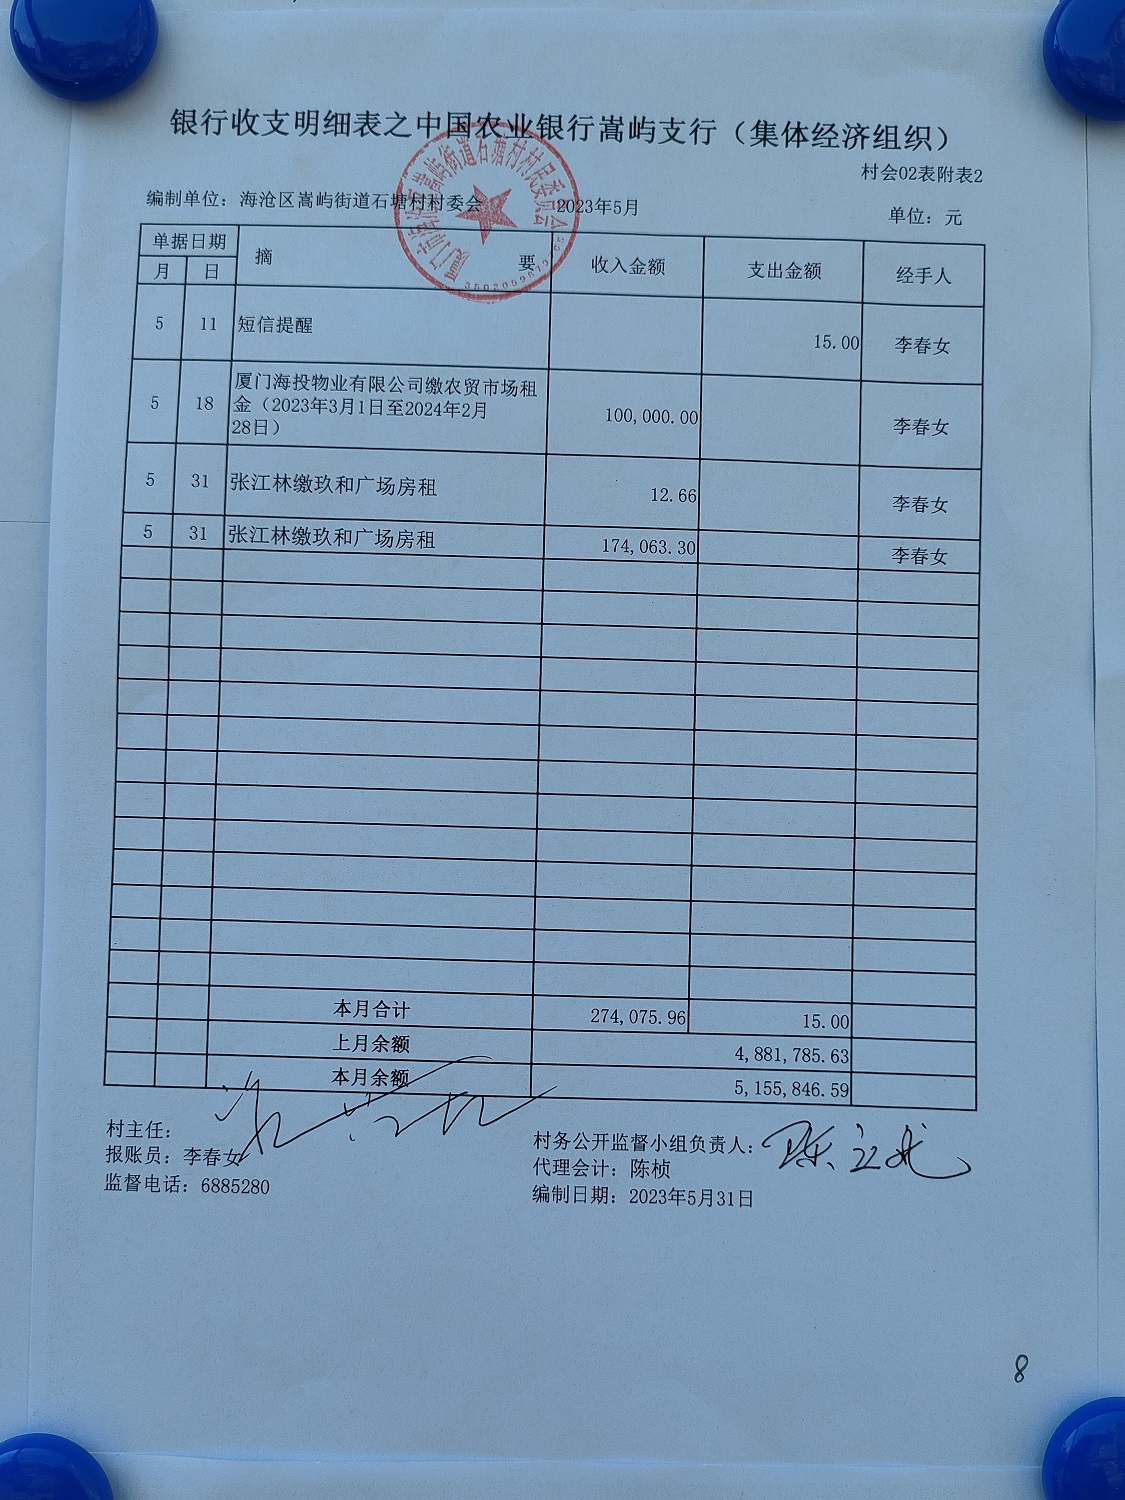 银行收支明细表之中国农业银行嵩屿支行（集体经济组织）
村会02表附表2
编制单位：海沧区嵩屿街道石塘村村委会 2023年5月 单位：元
单据日期 摘 要 收入金额 支出金额 经手人
月 日
5 11 短信提醒 15.00 李春女
5 18 厦门海投物业有限公司缴农贸市场租
金（2023年3月1日至2024年2月
28日） 100,000.00 李春女
5 31 张江林缴玖和广场房租 12.66 李春女
5 31 张江林缴玖和广场房租 174,063.30 李春女
本月合计 274,075.96 15.00
上月余额 4,881,785.63
本月余额 5,155,846.59
村主任：
报账员：李春女
监督电话：6885280
村务公开监督小组负责人：
代理会计：陈桢
编制日期：2023年5月31日
8